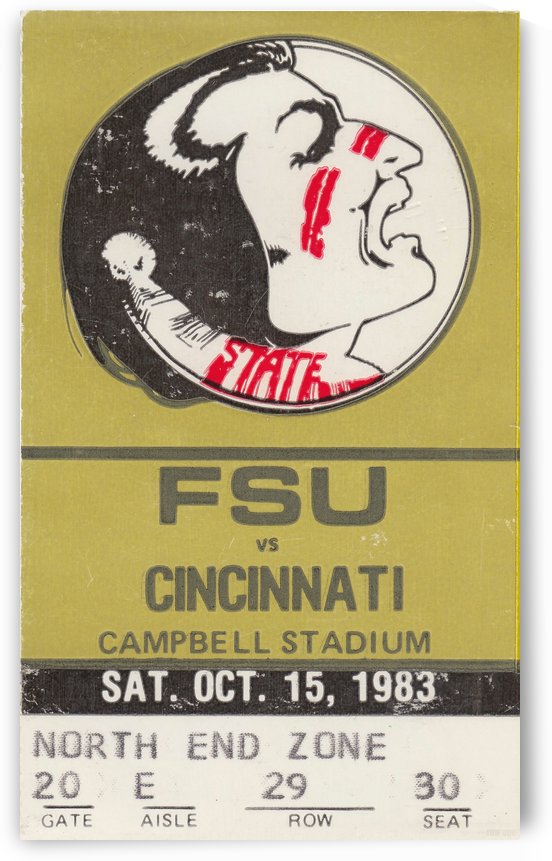 STATE
FSU
VS
CINCINNATI
CAMPBELL STADIUM
SAT. OCT. 15, 1983
NORTH END ZONE
20 E 29 30
GATE AISLE ROW SEAT